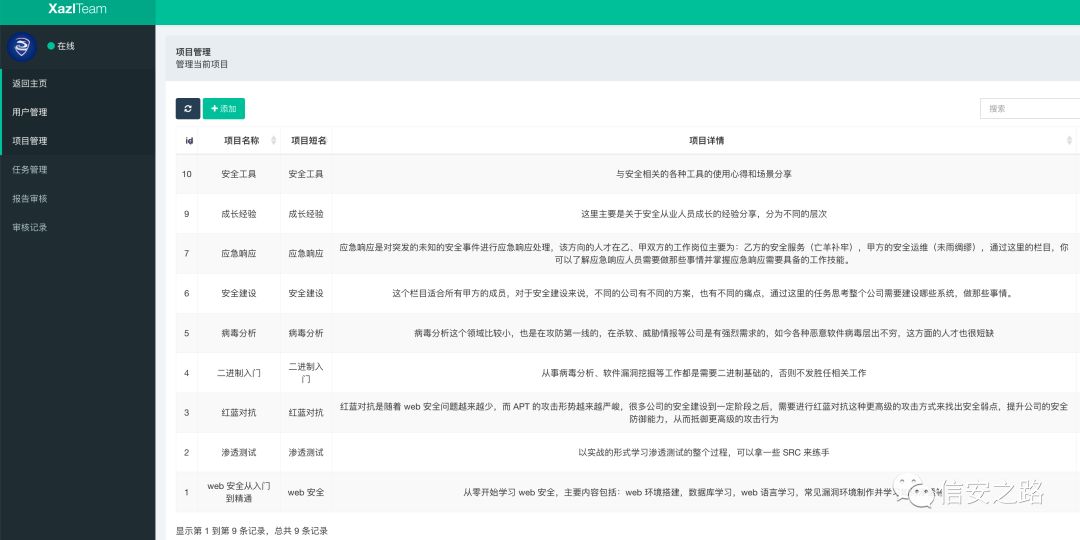 XazlTeam
在线
返回主页
用户管理
项目管理
任务管理
报告审核
审核记录
项目管理
管理当前项目
添加
搜索
id 项目名称 项目短名 项目详情
10 安全工具 安全工具 与安全相关的各种工具的使用心得和场景分享
9 成长经验 成长经验 这里主要是关于安全从业人员成长的经验分享，分为不同的层次
7 应急响应 应急响应 应急响应是对突发的未知的安全事件进行应急响应处理，该方向的人才在乙、甲双方的工作岗位主要为：乙方的安全服务（亡羊补牢），甲方的安全运维（未雨绸缪），通过这里的栏目，你
可以了解应急响应人员需要做那些事情并掌握应急响应需要具备的工作技能。
6 安全建设 安全建设 这个栏目适合所有甲方的成员，对于安全建设来说，不同的公司有不同的方案，也有不同的痛点，通过这里的任务思考整个公司需要建设哪些系统，做那些事情。
5 病毒分析 病毒分析 病毒分析这个领域比较小，也是在攻防第一线的，在杀软、威胁情报等公司是有强烈需求的，如今各种恶意软件病毒层出不穷，这方面的人才也很短缺
4 二进制入门 二进制入
门 从事病毒分析、软件漏洞挖掘等工作都是需要二进制基础的，否则不发胜任相关工作
3 红蓝对抗 红蓝对抗 红蓝对抗是随着 web 安全问题越来越少，而 APT 的攻击形势越来越严峻，很多公司的安全建设到一定阶段之后，需要进行红蓝对抗这种更高级的攻击方式来找出安全弱点，提升公司的安全
防御能力，从而抵御更高级的攻击行为
2 渗透测试 渗透测试 以实战的形式学习渗透测试的整个过程，可以拿一些 SRC 来练手
1 web 安全从入门
到精通 web 安全 从零开始学习 web 安全，主要内容包括：web 环境搭建，数据库学习，web 语言学习，常见漏洞环境制作并学习
信安之路
显示第 1 到第 9 条记录，总共 9 条记录